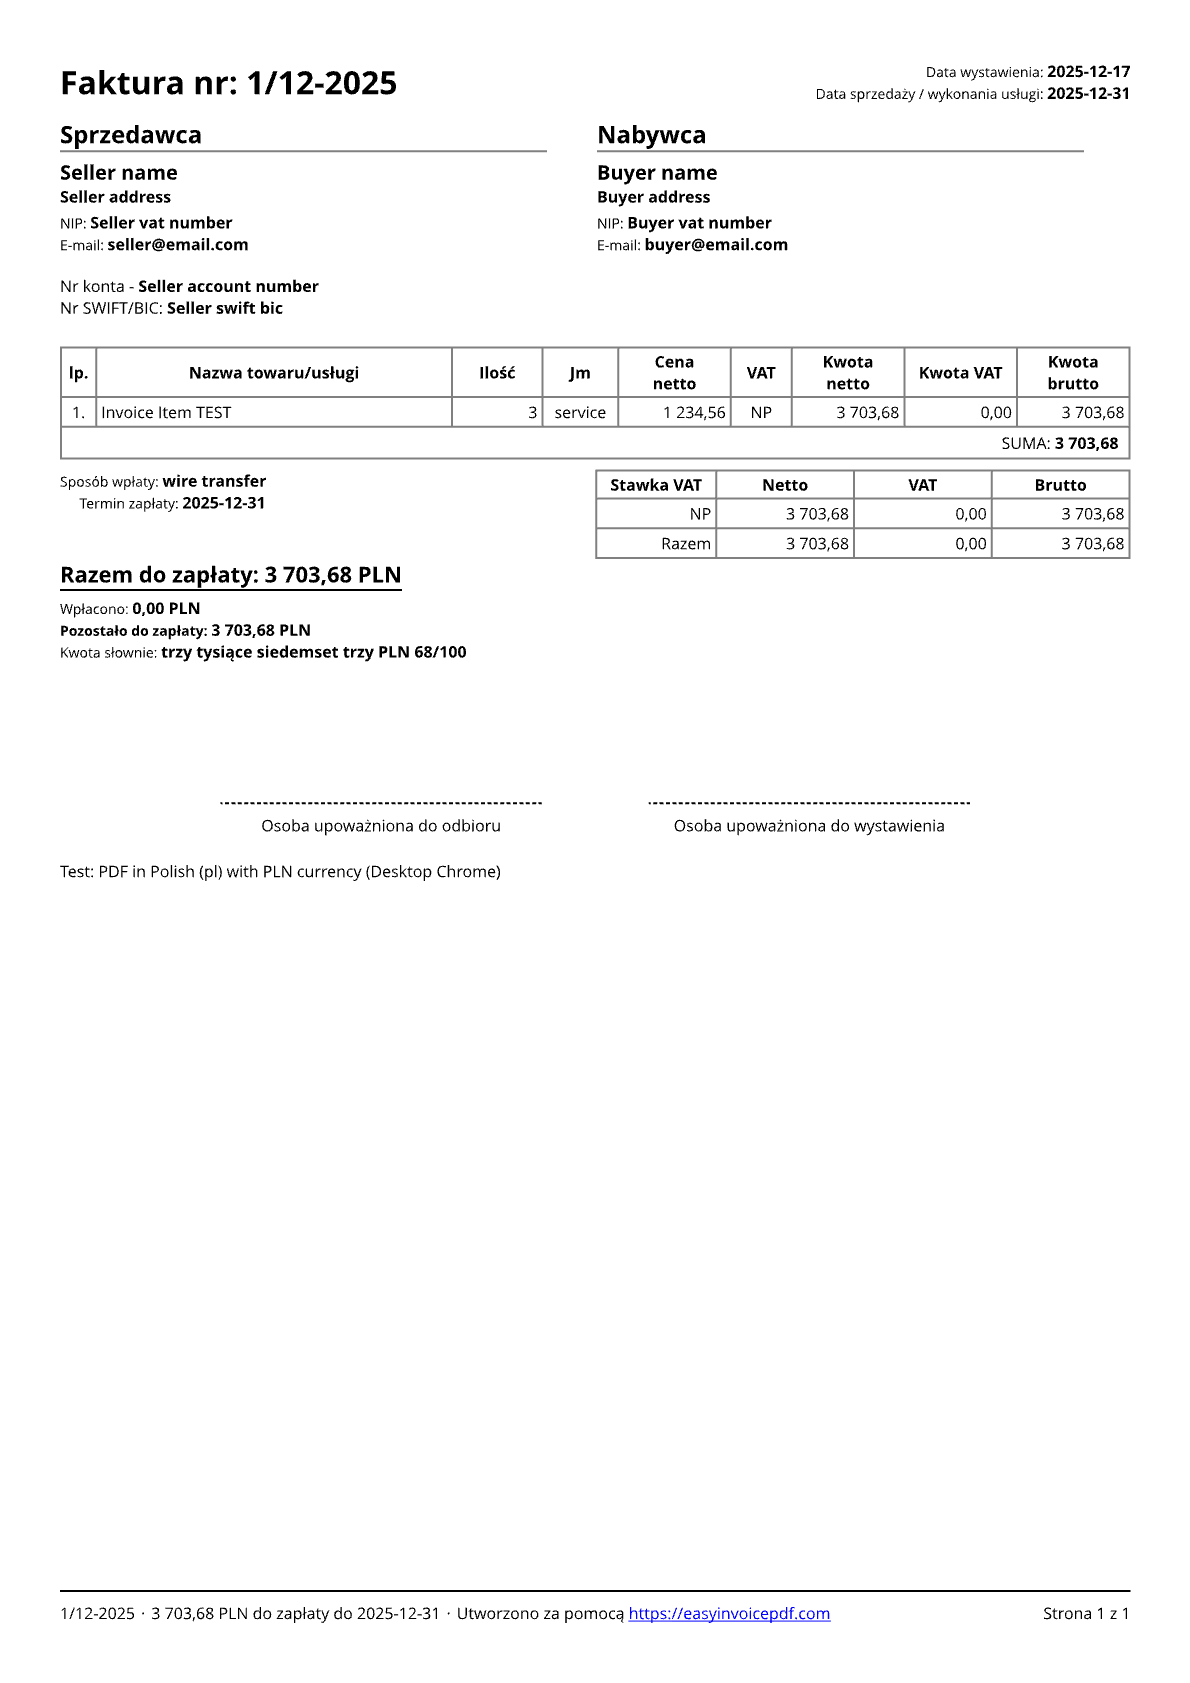 Faktura nr: 1/12-2025
Data wystawienia: 2025-12-17
Data sprzedaży / wykonania usługi: 2025-12-31
Sprzedawca
Seller name
Seller address
NIP: Seller vat number
E-mail: seller@email.com
Nr konta - Seller account number
Nr SWIFT/BIC: Seller swift bic
Nabywca
Buyer name
Buyer address
NIP: Buyer vat number
E-mail: buyer@email.com
lp. Nazwa towaru/usługi Ilość Jm Cena netto VAT Kwota netto Kwota VAT Kwota brutto
1. Invoice Item TEST 3 service 1 234,56 NP 3 703,68 0,00 3 703,68
SUMA: 3 703,68
Sposób wpłaty: wire transfer
Termin zapłaty: 2025-12-31
Stawka VAT Netto VAT Brutto
NP 3 703,68 0,00 3 703,68
Razem 3 703,68 0,00 3 703,68
Razem do zapłaty: 3 703,68 PLN
Wpłacono: 0,00 PLN
Pozostało do zapłaty: 3 703,68 PLN
Kwota słownie: trzy tysiące siedemset trzy PLN 68/100
Osoba upoważniona do odbioru
Osoba upoważniona do wystawienia
Test: PDF in Polish (pl) with PLN currency (Desktop Chrome)
1/12-2025 · 3 703,68 PLN do zapłaty do 2025-12-31 · Utworzono za pomocą https://easyinvoicepdf.com Strona 1 z 1